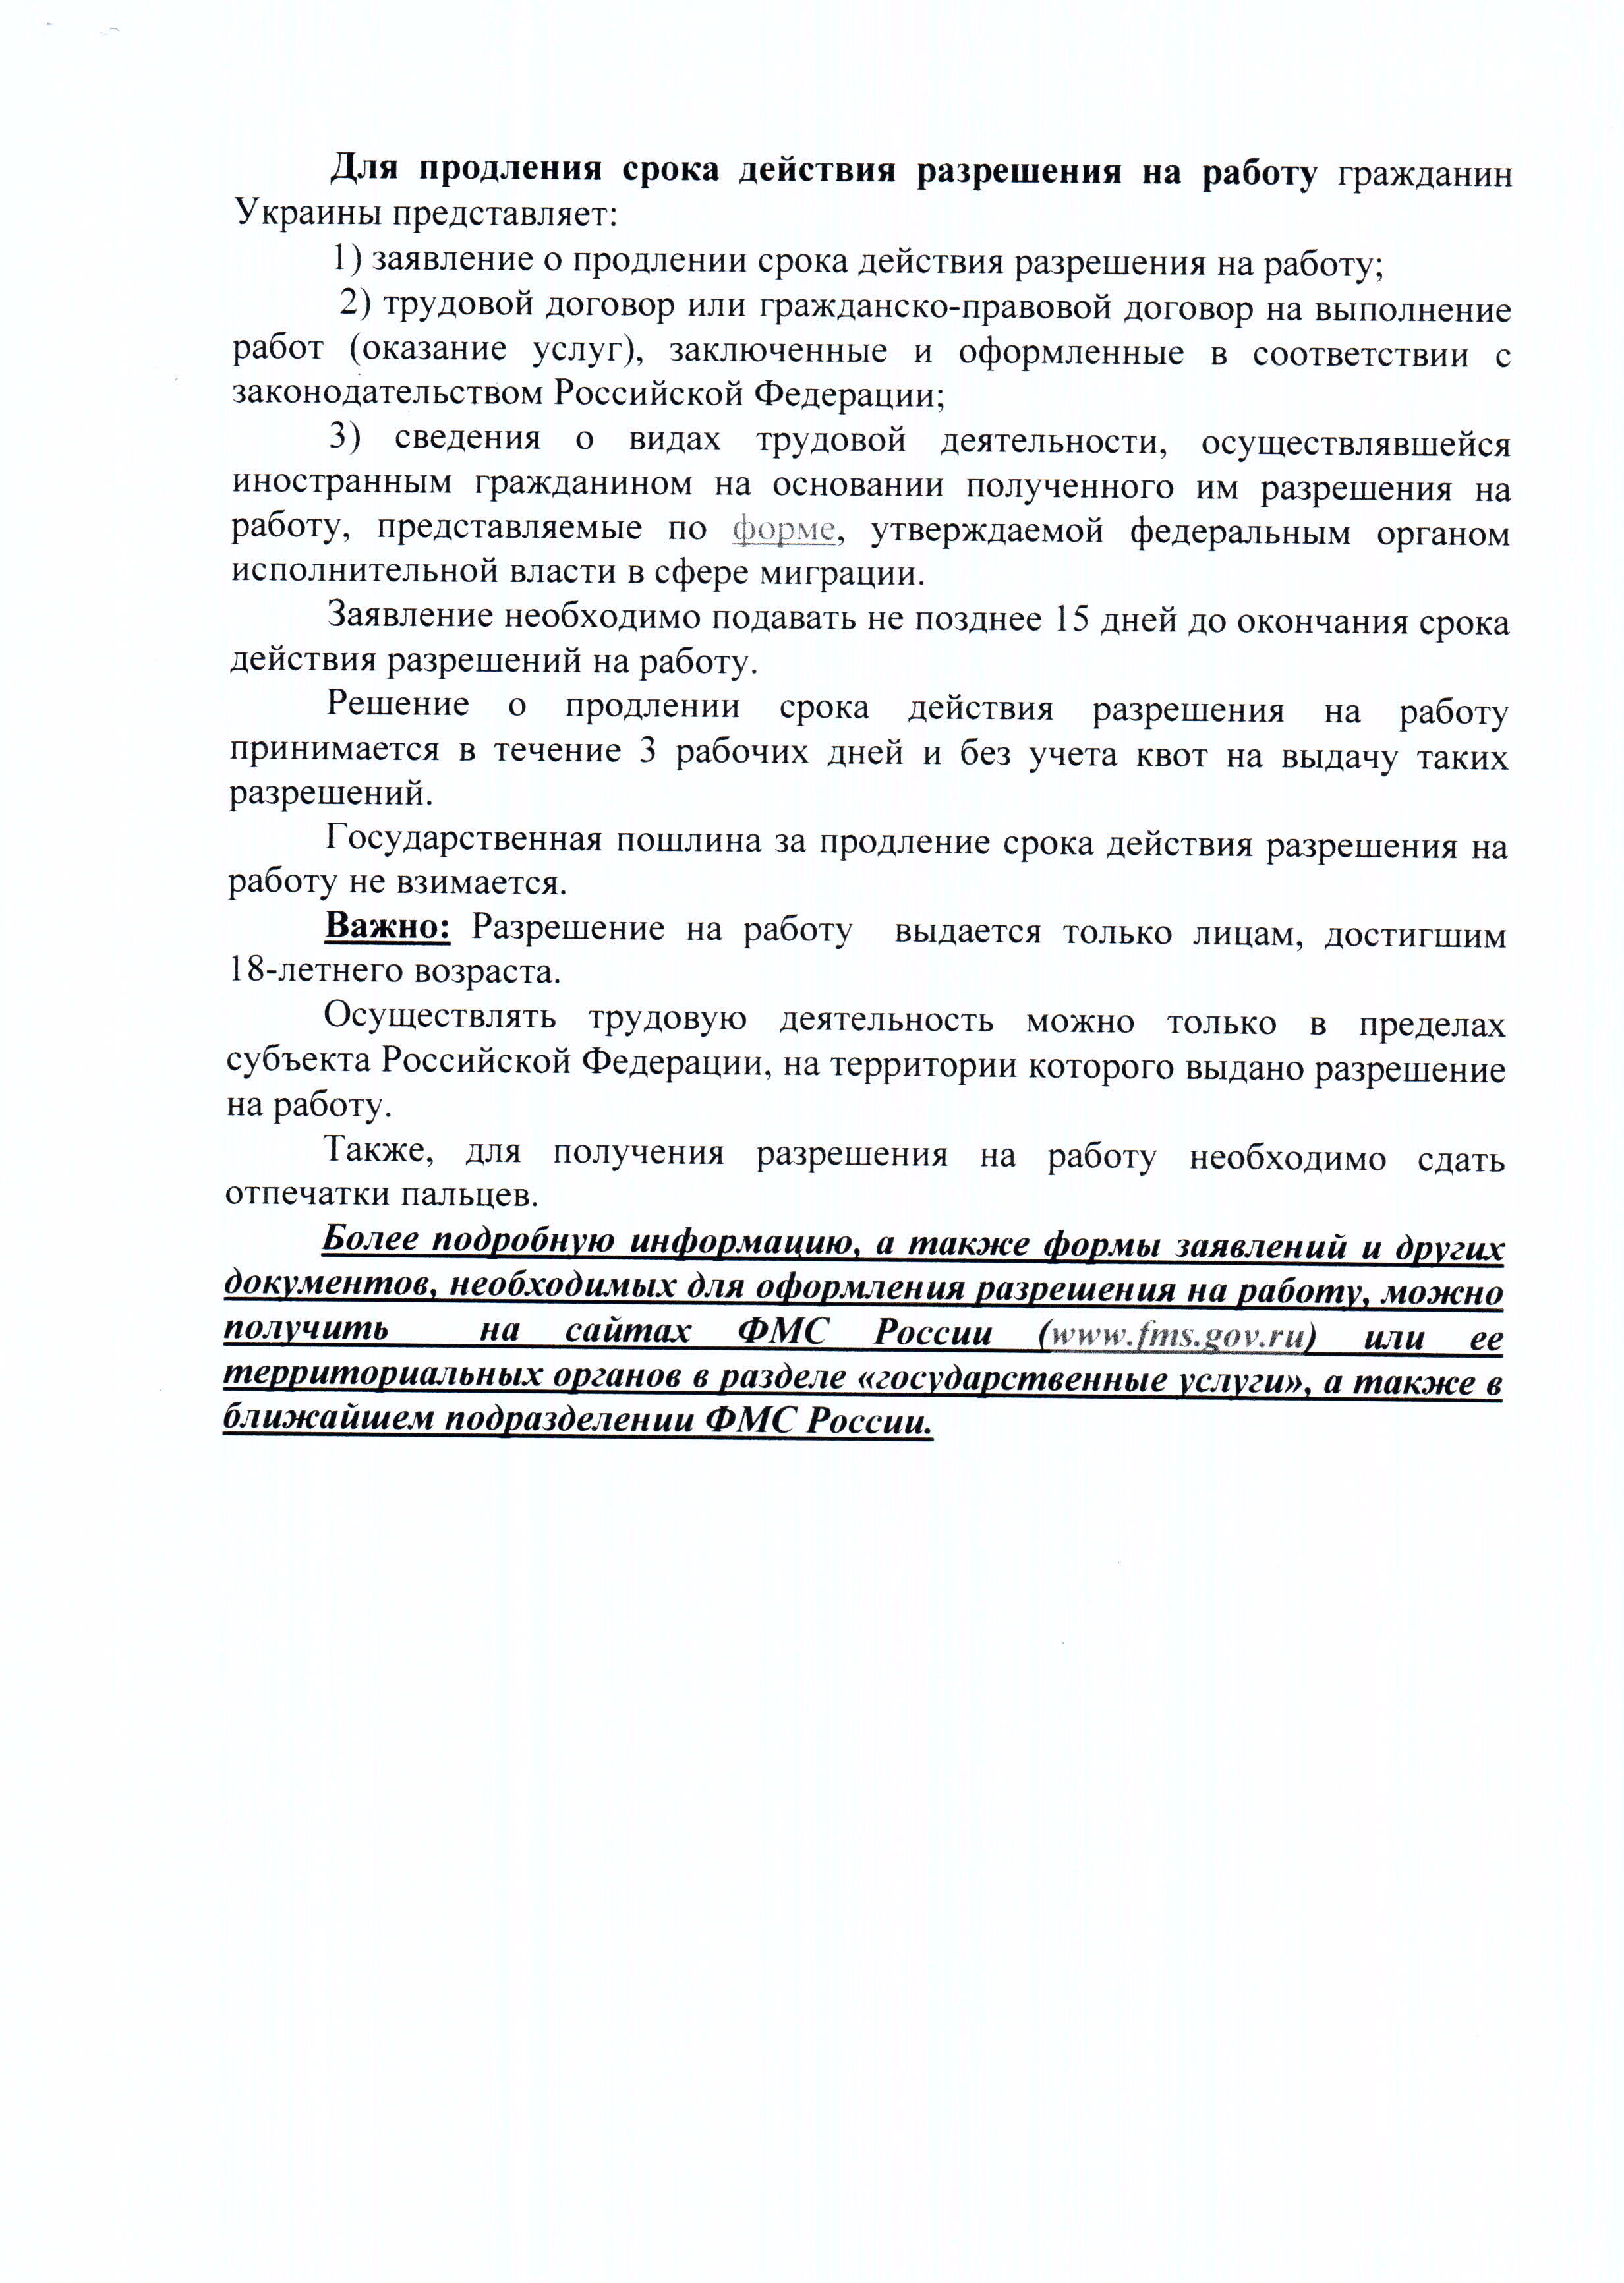 Для продления срока действия разрешения на работу гражданин
Украины представляет:
1) заявление о продлении срока действия разрешения на работу;
2) трудовой договор или гражданско-правовой договор на выполнение
работ (оказание услуг), заключенные и оформленные в соответствии с
законодательством Российской Федерации;
3) сведения о видах трудовой деятельности, осуществлявшейся
иностранным гражданином на основании полученного им разрешения на
работу, представляемые по форме, утверждаемой федеральным органом
исполнительной власти в сфере миграции.
Заявление необходимо подавать не позднее 15 дней до окончания срока
действия разрешений на работу.
Решение о продлении срока действия разрешения на работу
принимается в течение 3 рабочих дней и без учета квот на выдачу таких
разрешений.
Государственная пошлина за продление срока действия разрешения на
работу не взимается.
Важно: Разрешение на работу выдается только лицам, достигшим
18-летнего возраста.
Осуществлять трудовую деятельность можно только в пределах
субъекта Российской Федерации, на территории которого выдано разрешение
на работу.
Также, для получения разрешения на работу необходимо сдать
отпечатки пальцев.
Более подробную информацию, а также формы заявлений и других
документов, необходимых для оформления разрешения на работу, можно
получить на сайтах ФМС России (www.fms.gov.ru) или ее
территориальных органов в разделе «государственные услуги», а также в
ближайшем подразделении ФМС России.